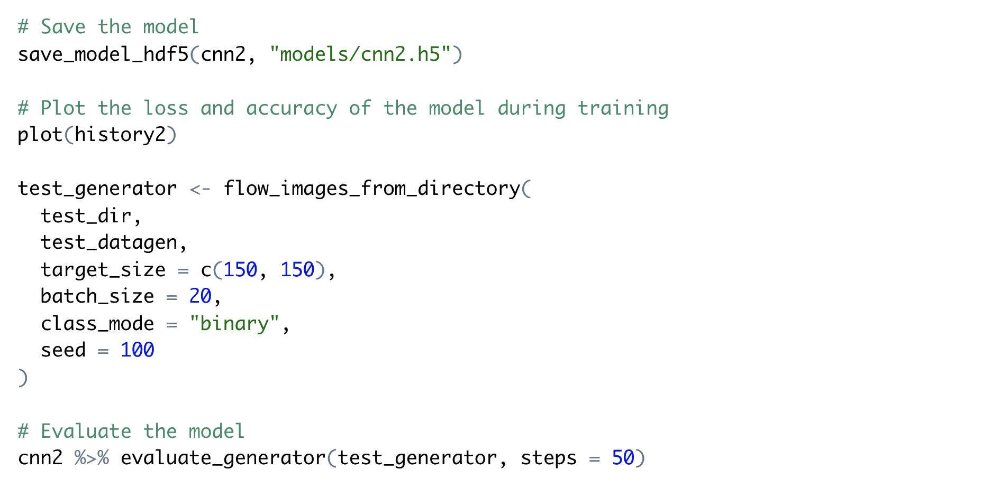 # Save the model
save_model_hdf5(cnn2, "models/cnn2.h5")

# Plot the loss and accuracy of the model during training
plot(history2)

test_generator <- flow_images_from_directory(
  test_dir,
  test_datagen,
  target_size = c(150, 150),
  batch_size = 20,
  class_mode = "binary",
  seed = 100
)

# Evaluate the model
cnn2 %>% evaluate_generator(test_generator, steps = 50)